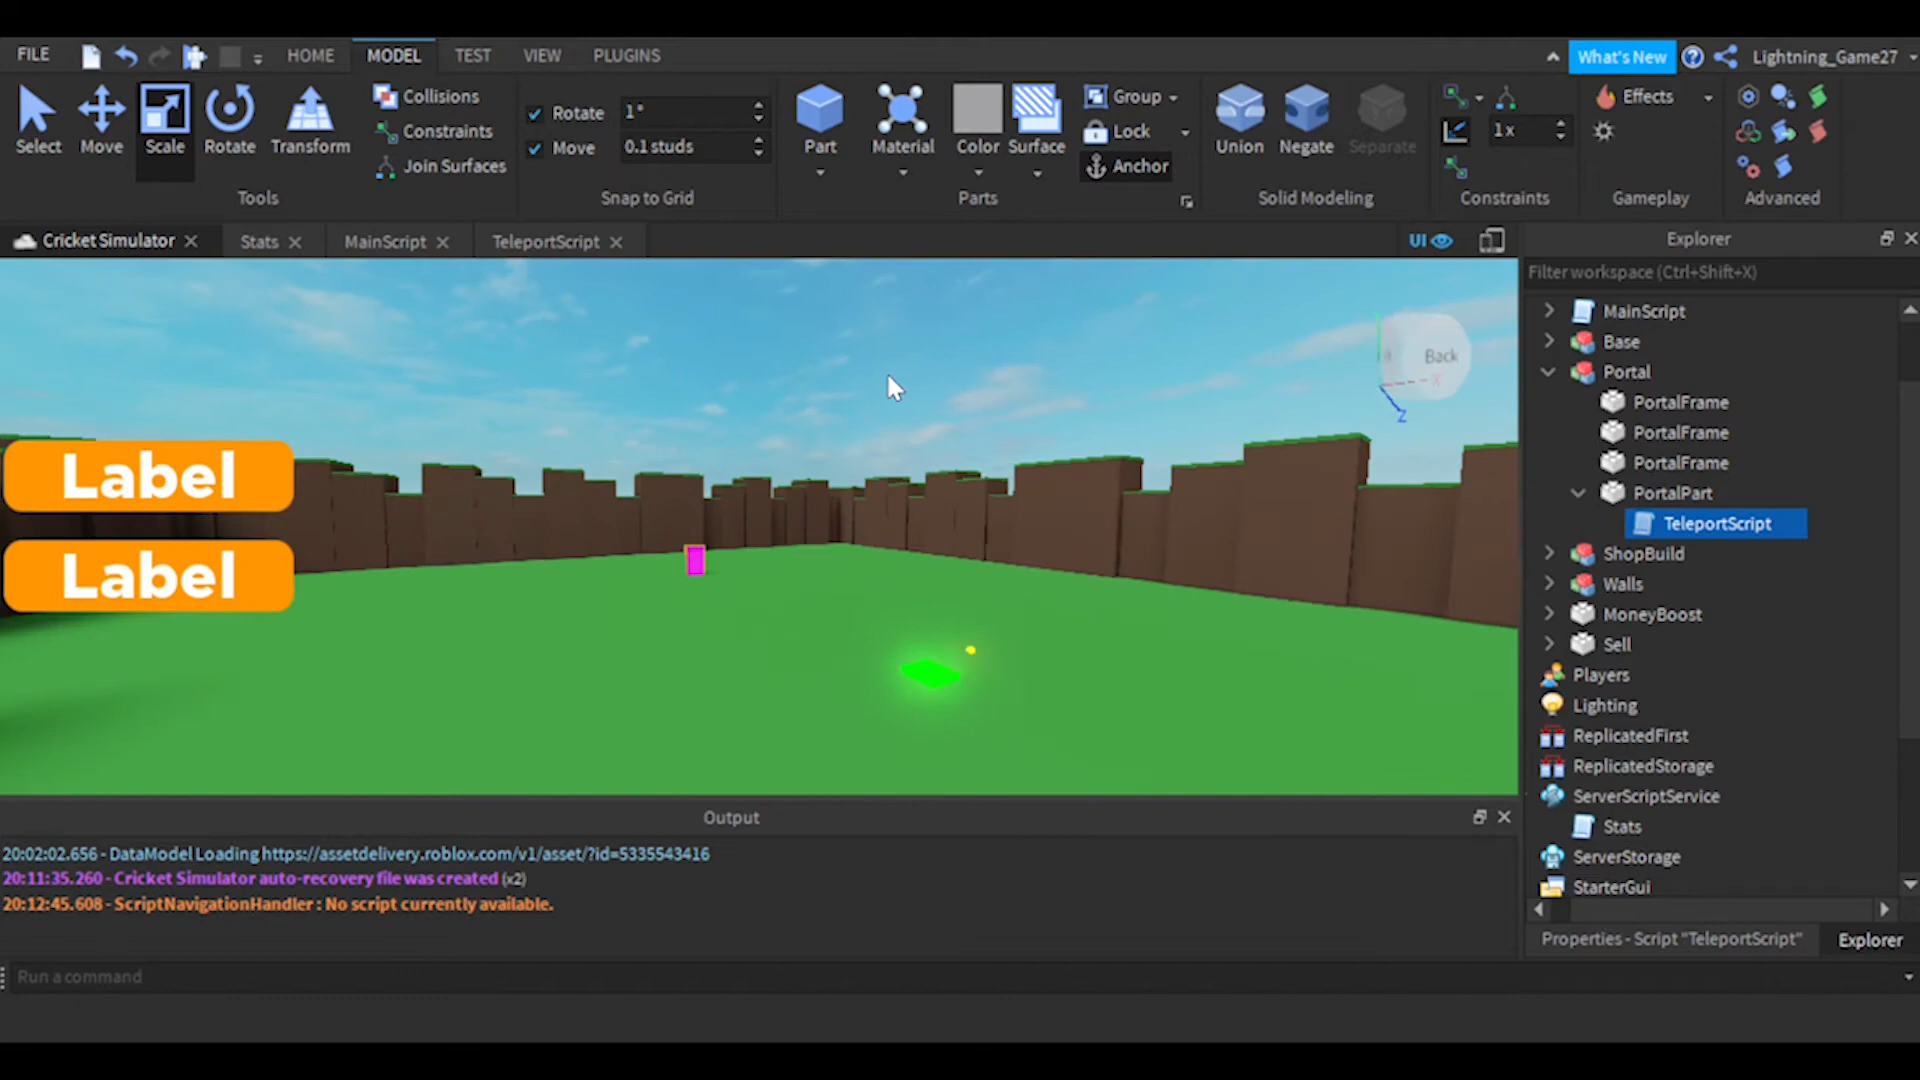 FILE
HOME
MODEL
TEST
VIEW
PLUGINS
What's New
Lightning_Game27
Select
Move
Scale
Rotate
Transform
Collisions
Constraints
Join Surfaces
Tools
Rotate 1°
Move 0.1 studs
Snap to Grid
Part
Material
Color
Surface
Group
Lock
Anchor
Parts
Union
Negate
Separate
Solid Modeling
1x
Constraints
Effects
Gameplay
Advanced
Cricket Simulator
Stats
MainScript
TeleportScript
UI
Explorer
Filter workspace (Ctrl+Shift+X)
Back
X
Z
Label
Label
MainScript
Base
Portal
PortalFrame
PortalFrame
PortalFrame
PortalPart
TeleportScript
ShopBuild
Walls
MoneyBoost
Sell
Players
Lighting
ReplicatedFirst
ReplicatedStorage
ServerScriptService
Stats
ServerStorage
StarterGui
Output
20:02:02.656 - DataModel Loading https://assetdelivery.roblox.com/v1/asset/?id=5335543416
20:11:35.260 - Cricket Simulator auto-recovery file was created (x2)
20:12:45.608 - ScriptNavigationHandler : No script currently available.
Properties - Script "TeleportScript"
Explorer
Run a command